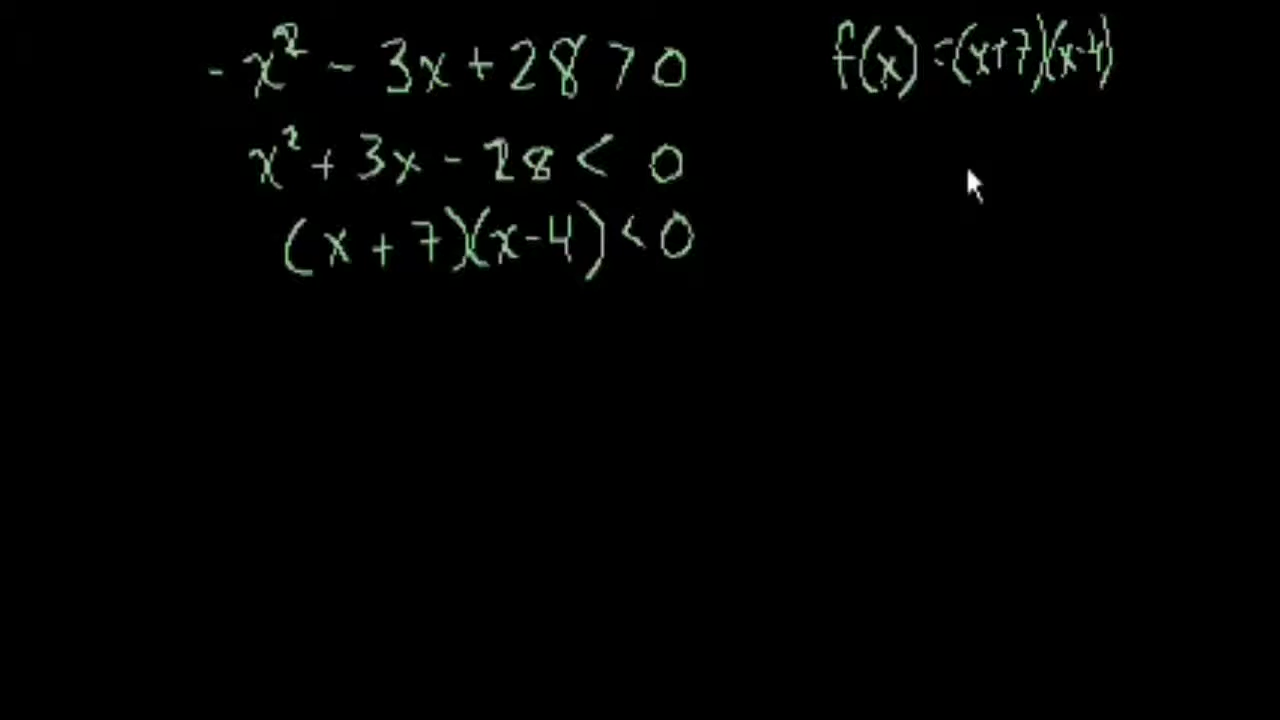 -x² - 3x + 28 > 0
x² + 3x - 28 < 0
(x + 7)(x - 4) < 0
f(x) = (x+7)(x-4)